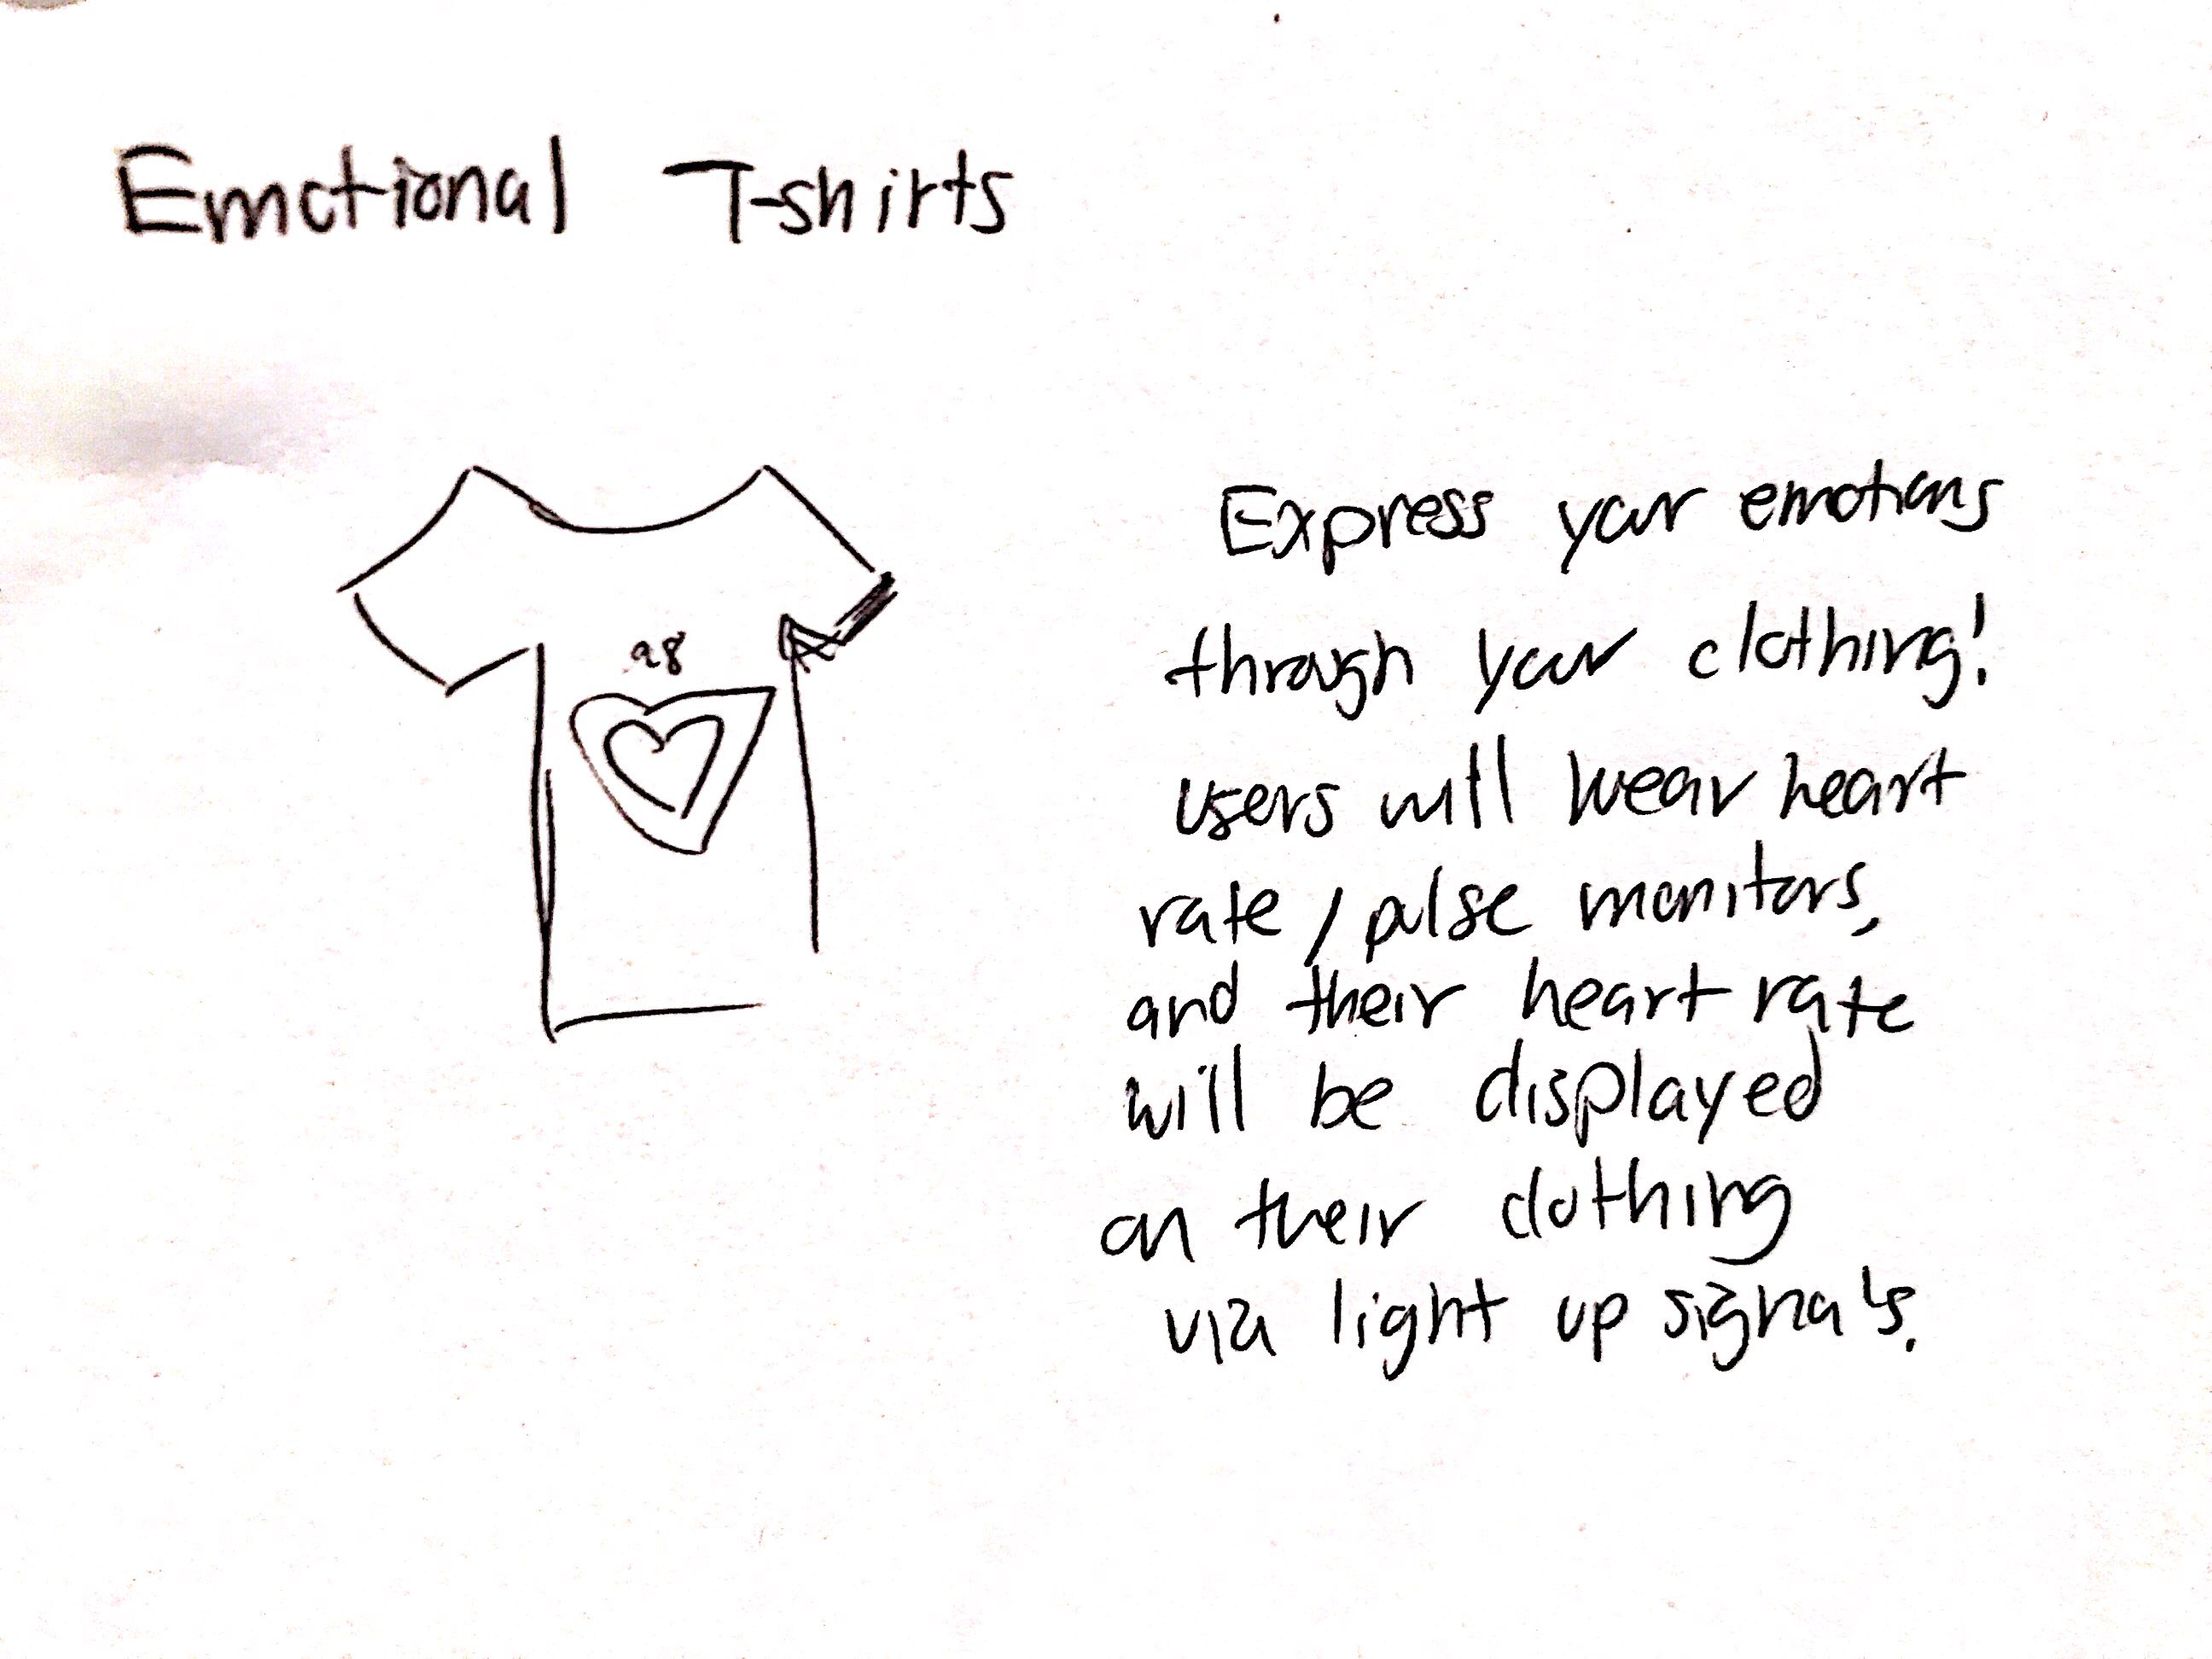 Emotional T-shirts
98
Express your emotions
through your clothing!
users will wear heart
rate / pulse monitors,
and their heart rate
will be displayed
on their clothing
via light up signals.